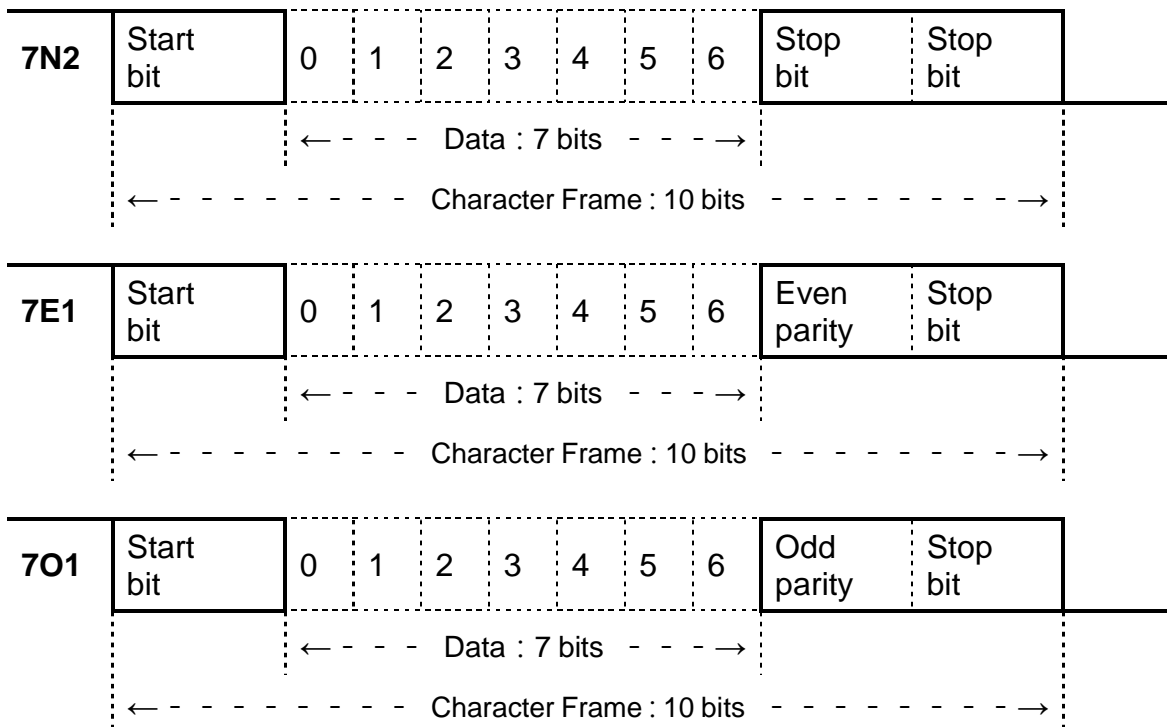 7N2 Start bit 0 1 2 3 4 5 6 Stop bit Stop bit
Data : 7 bits
Character Frame : 10 bits
7E1 Start bit 0 1 2 3 4 5 6 Even parity Stop bit
Data : 7 bits
Character Frame : 10 bits
7O1 Start bit 0 1 2 3 4 5 6 Odd parity Stop bit
Data : 7 bits
Character Frame : 10 bits